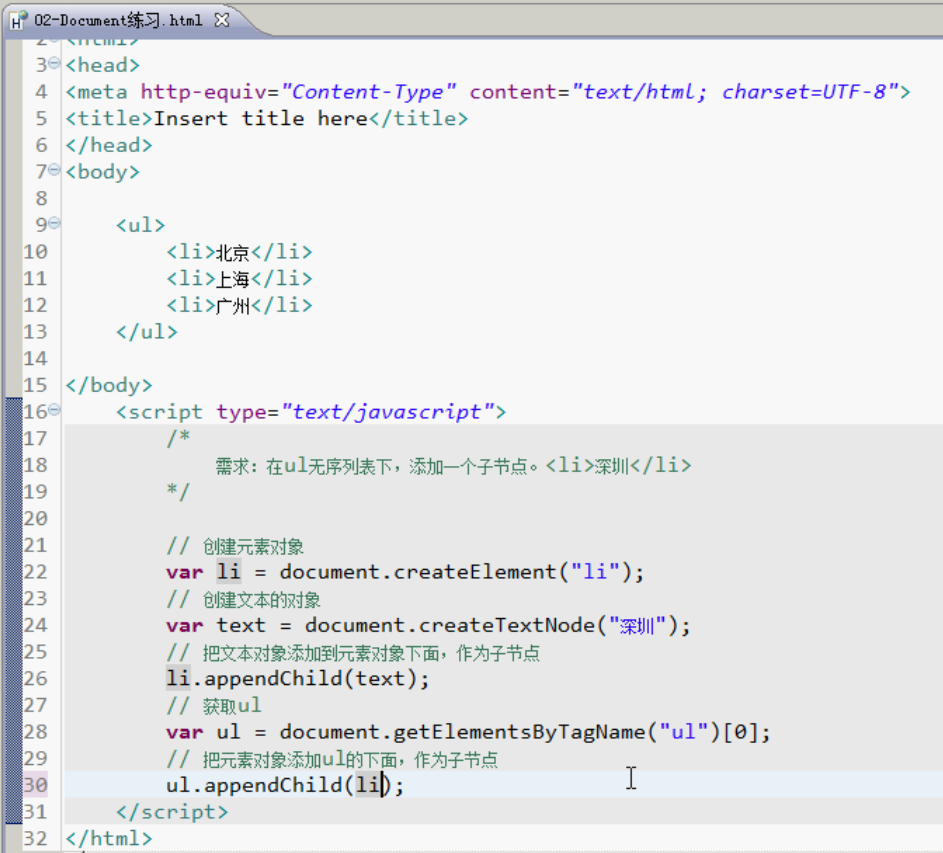 02-Document练习.html
2 <html>
3 <head>
4 <meta http-equiv="Content-Type" content="text/html; charset=UTF-8">
5 <title>Insert title here</title>
6 </head>
7 <body>
8
9 <ul>
10 <li>北京</li>
11 <li>上海</li>
12 <li>广州</li>
13 </ul>
14
15 </body>
16 <script type="text/javascript">
17 /*
18 需求：在ul无序列表下，添加一个子节点。<li>深圳</li>
19 */
20
21 // 创建元素对象
22 var li = document.createElement("li");
23 // 创建文本的对象
24 var text = document.createTextNode("深圳");
25 // 把文本对象添加到元素对象下面，作为子节点
26 li.appendChild(text);
27 // 获取ul
28 var ul = document.getElementsByTagName("ul")[0];
29 // 把元素对象添加ul的下面，作为子节点
30 ul.appendChild(li);
31 </script>
32 </html>